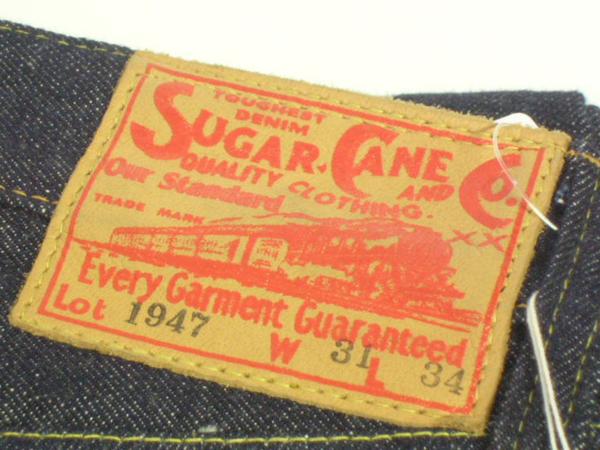 TOUGHEST
DENIM
SUGAR CANE AND Co.
QUALITY CLOTHING.
Our Standard
XX
TRADE MARK
Every Garment Guaranteed
Lot 1947 W 31 L 34